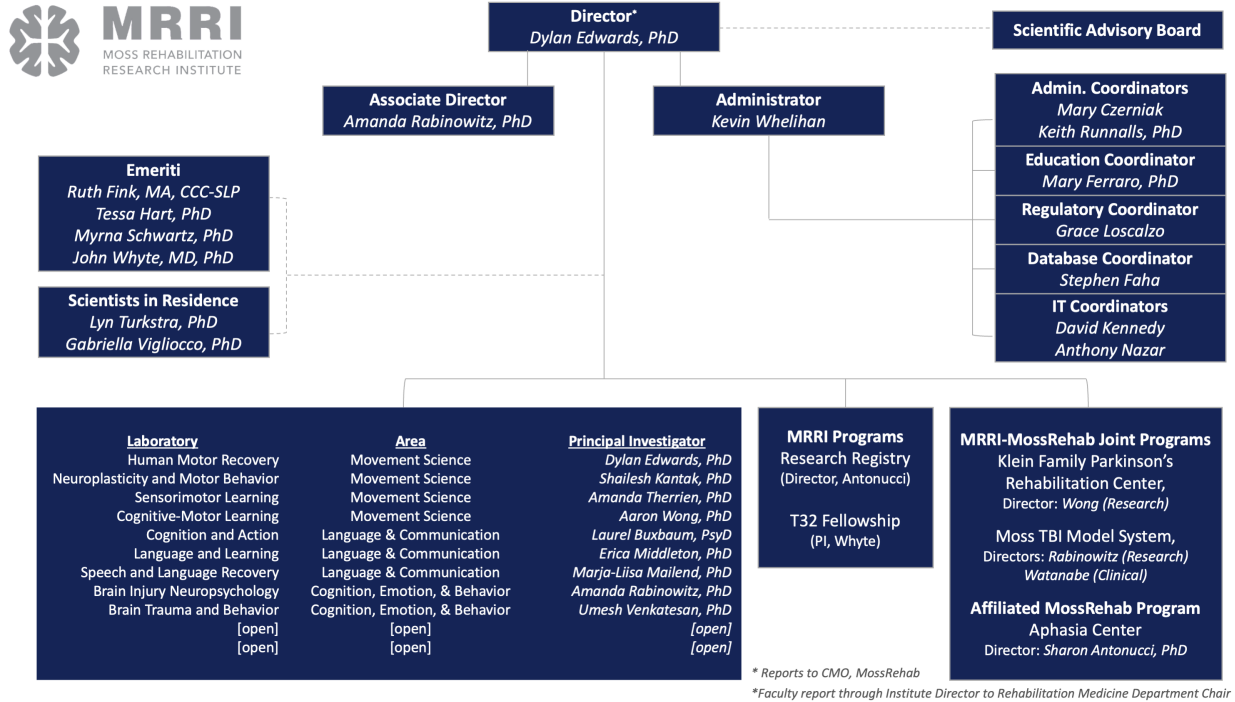 MRRI
MOSS REHABILITATION
RESEARCH INSTITUTE
Director*
Dylan Edwards, PhD
Scientific Advisory Board
Associate Director
Amanda Rabinowitz, PhD
Administrator
Kevin Whelihan
Admin. Coordinators
Mary Czerniak
Keith Runnalls, PhD
Education Coordinator
Mary Ferraro, PhD
Regulatory Coordinator
Grace Loscalzo
Database Coordinator
Stephen Faha
IT Coordinators
David Kennedy
Anthony Nazar
Emeriti
Ruth Fink, MA, CCC-SLP
Tessa Hart, PhD
Myrna Schwartz, PhD
John Whyte, MD, PhD
Scientists in Residence
Lyn Turkstra, PhD
Gabriella Vigliocco, PhD
Laboratory Area Principal Investigator
Human Motor Recovery Movement Science Dylan Edwards, PhD
Neuroplasticity and Motor Behavior Movement Science Shailesh Kantak, PhD
Sensorimotor Learning Movement Science Amanda Therrien, PhD
Cognitive-Motor Learning Movement Science Aaron Wong, PhD
Cognition and Action Language & Communication Laurel Buxbaum, PsyD
Language and Learning Language & Communication Erica Middleton, PhD
Speech and Language Recovery Language & Communication Marja-Liisa Mailend, PhD
Brain Injury Neuropsychology Cognition, Emotion, & Behavior Amanda Rabinowitz, PhD
Brain Trauma and Behavior Cognition, Emotion, & Behavior Umesh Venkatesan, PhD
[open] [open] [open]
[open] [open] [open]
MRRI Programs
Research Registry
(Director, Antonucci)
T32 Fellowship
(PI, Whyte)
MRRI-MossRehab Joint Programs
Klein Family Parkinson's
Rehabilitation Center,
Director: Wong (Research)
Moss TBI Model System,
Directors: Rabinowitz (Research)
Watanabe (Clinical)
Affiliated MossRehab Program
Aphasia Center
Director: Sharon Antonucci, PhD
* Reports to CMO, MossRehab
*Faculty report through Institute Director to Rehabilitation Medicine Department Chair